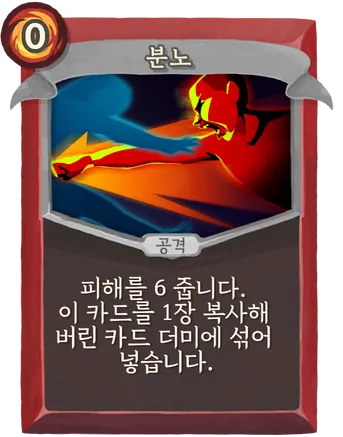 0
분노
공격
피해를 6 줍니다.
이 카드를 1장 복사해
버린 카드 더미에 섞어
넣습니다.